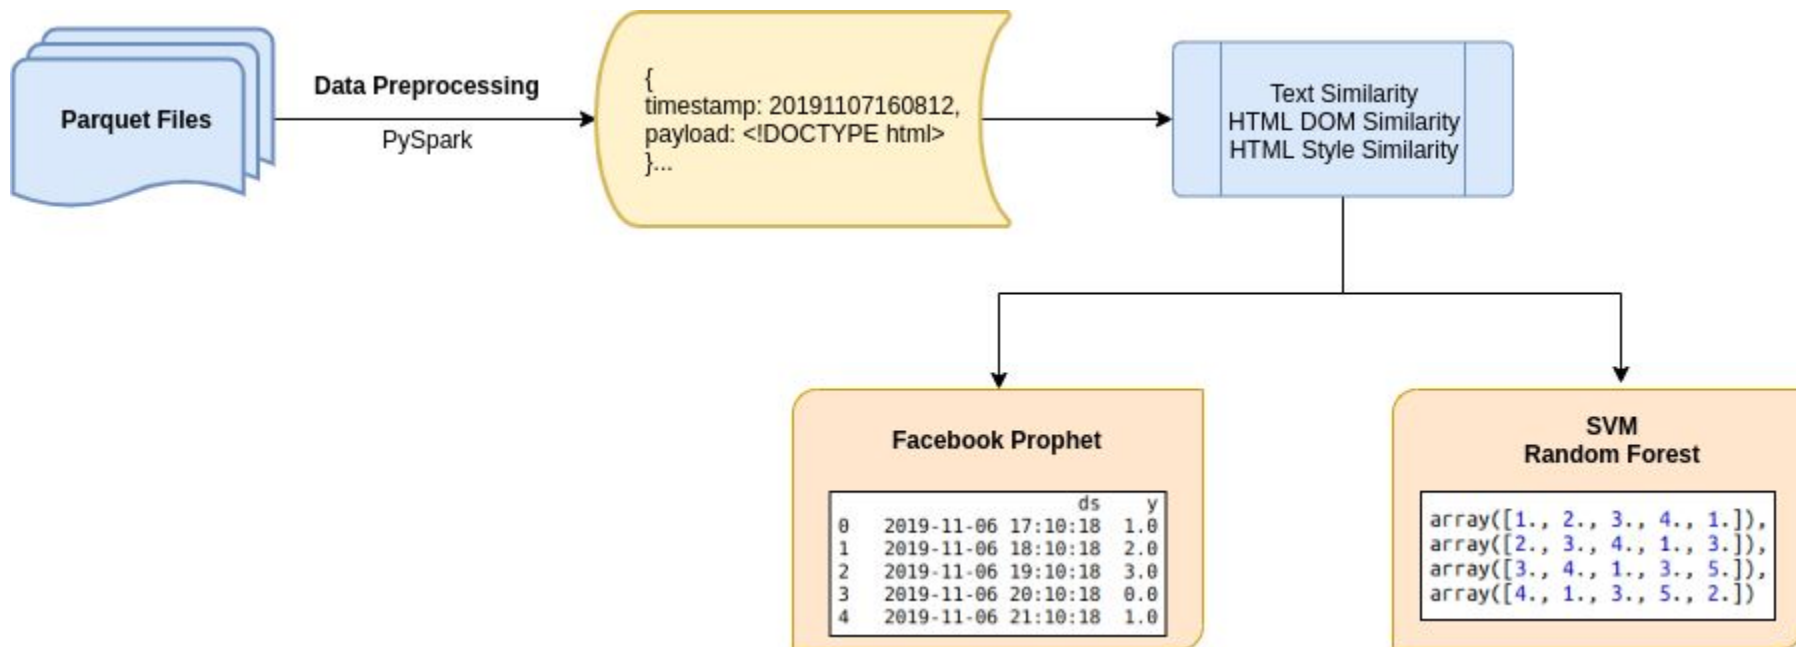 Parquet Files
Data Preprocessing
PySpark
{
timestamp: 20191107160812,
payload: <!DOCTYPE html>
}...
Text Similarity
HTML DOM Similarity
HTML Style Similarity
Facebook Prophet
ds y
0 2019-11-06 17:10:18 1.0
1 2019-11-06 18:10:18 2.0
2 2019-11-06 19:10:18 3.0
3 2019-11-06 20:10:18 0.0
4 2019-11-06 21:10:18 1.0
SVM
Random Forest
array([1., 2., 3., 4., 1.]),
array([2., 3., 4., 1., 3.]),
array([3., 4., 1., 3., 5.]),
array([4., 1., 3., 5., 2.])